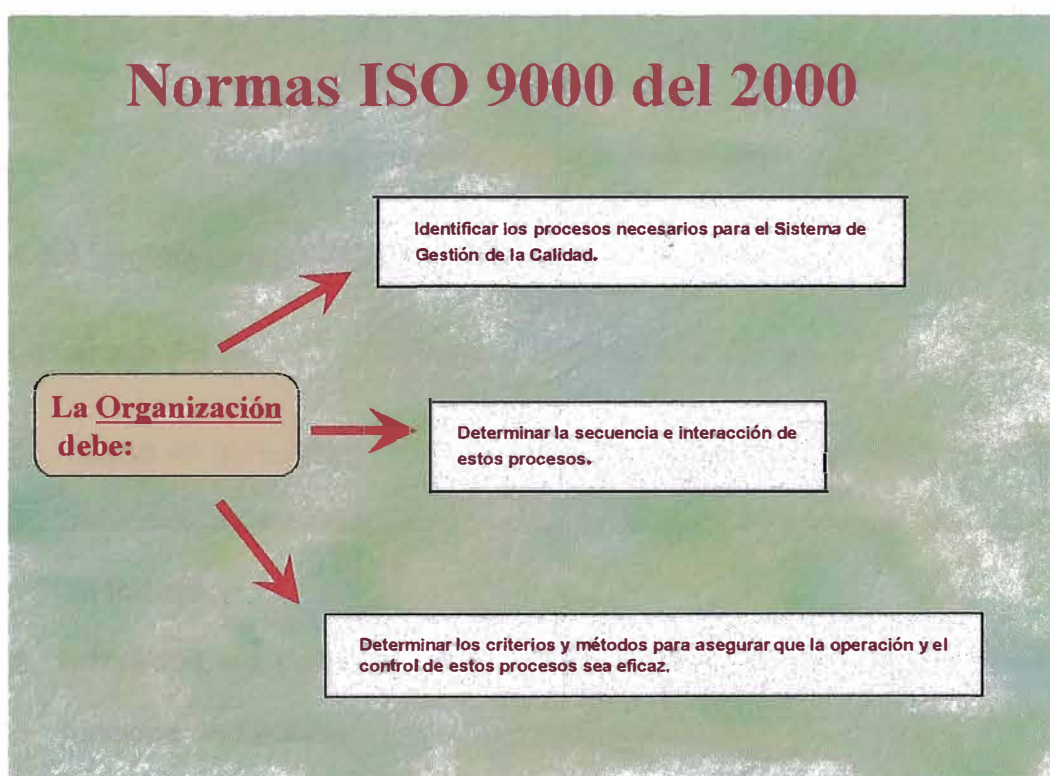 Normas ISO 9000 del 2000
Identificar los procesos necesarios para el Sistema de
Gestión de la Calidad.
La Organización
debe:
Determinar la secuencia e interacción de
estos procesos.
Determinar los criterios y métodos para asegurar que la operación y el
control de estos procesos sea eficaz.